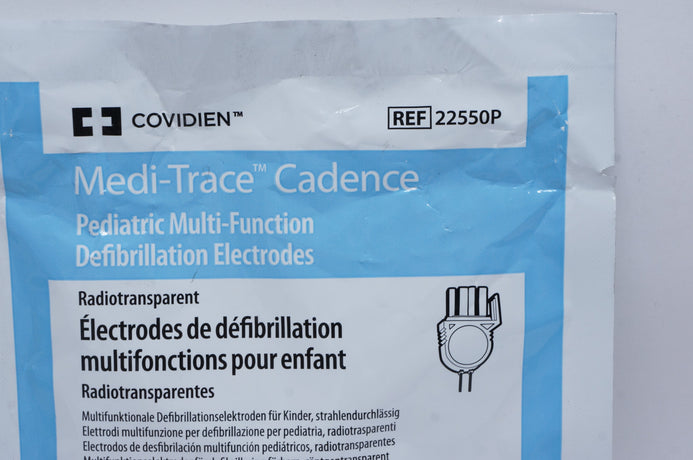 COVIDIEN™
REF 22550P
Medi-Trace™ Cadence
Pediatric Multi-Function
Defibrillation Electrodes
Radiotransparent
Électrodes de défibrillation
multifonctions pour enfant
Radiotransparentes
Multifunktionale Defibrillationselektroden für Kinder, strahlendurchlässig
Elettrodi multifunzione per defibrillazione per pediatria, radiotrasparenti
Electrodos de desfibrilación multifunción pediátricos, radiotransparentes